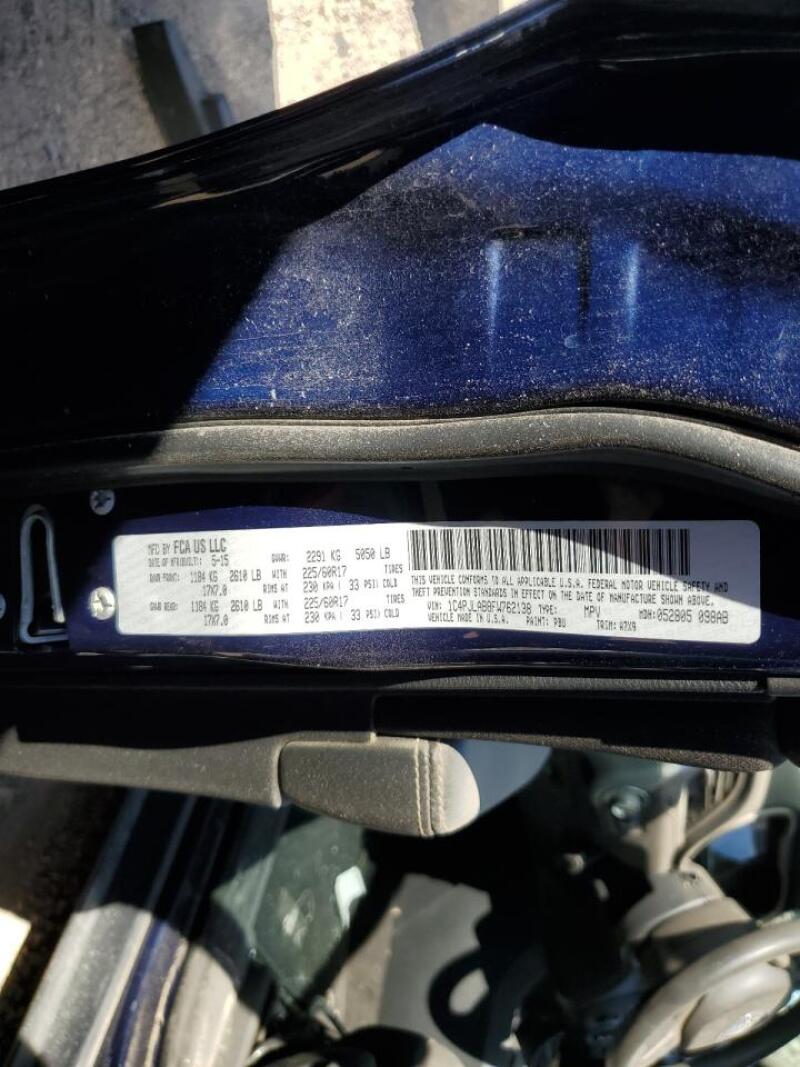 MFD BY FCA US LLC
DATE OF MFR(BUILT): 5-15 GVWR: 2291 KG 5050 LB
GAWR FRONT: 1184 KG 2610 LB WITH 225/60R17 TIRES
17X7.0 RIMS AT 230 KPA ( 33 PSI) COLD
GAWR REAR: 1184 KG 2610 LB WITH 225/60R17 TIRES
17X7.0 RIMS AT 230 KPA ( 33 PSI) COLD
THIS VEHICLE CONFORMS TO ALL APPLICABLE U.S.A. FEDERAL MOTOR VEHICLE SAFETY AND
THEFT PREVENTION STANDARDS IN EFFECT ON THE DATE OF MANUFACTURE SHOWN ABOVE.
VIN: 1C4PJLAB8FW762138 TYPE: MPV MDH: 052805 098AB
VEHICLE MADE IN U.S.A. PAINT: PBU TRIM: A7X9